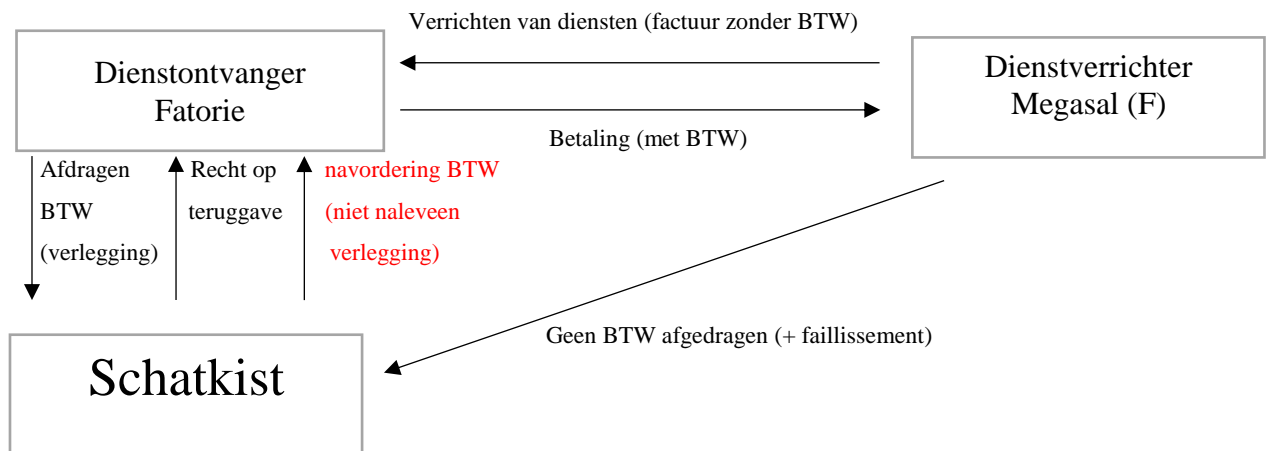 Verrichten van diensten (factuur zonder BTW)
Dienstontvanger
Fatorie
Dienstverrichter
Megasal (F)
Betaling (met BTW)
Afdragen
BTW
(verlegging)
Recht op
teruggave
navordering BTW
(niet naleveen
verlegging)
Geen BTW afgedragen (+ faillissement)
Schatkist